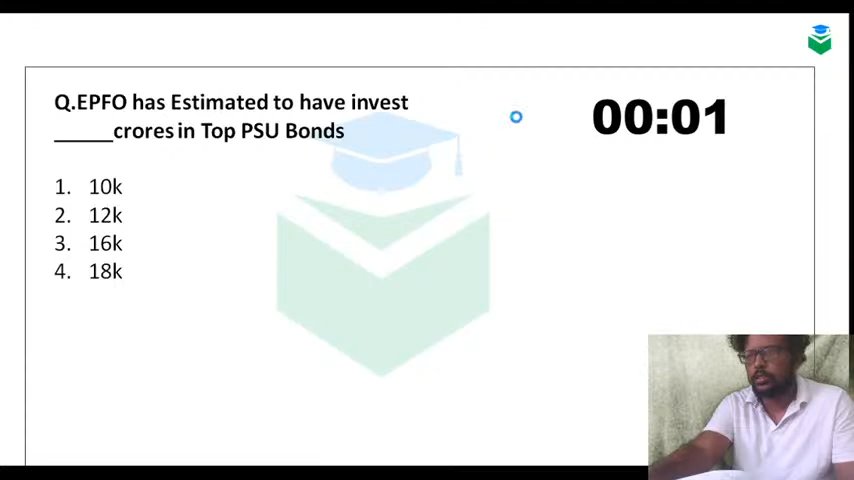 Q.EPFO has Estimated to have invest
_____crores in Top PSU Bonds
00:01
1. 10k
2. 12k
3. 16k
4. 18k